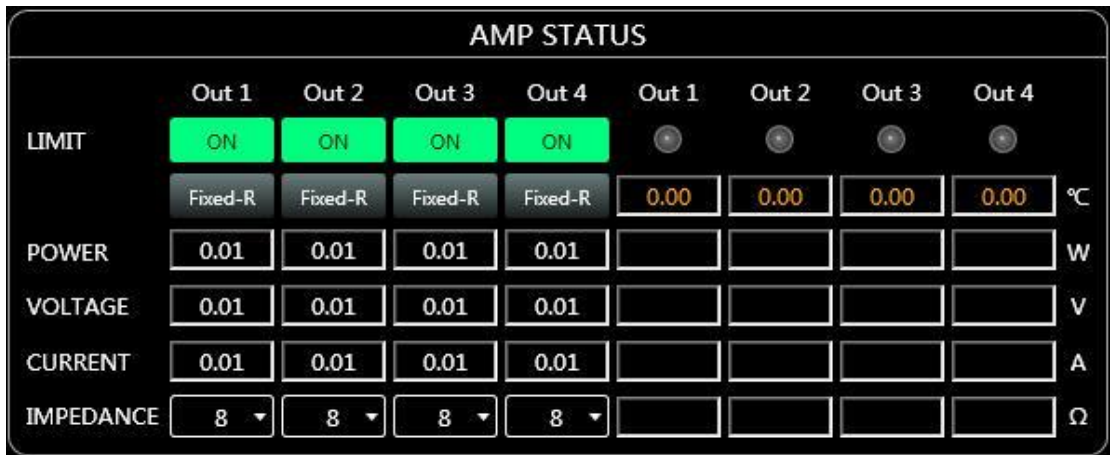 AMP STATUS
Out 1 Out 2 Out 3 Out 4 Out 1 Out 2 Out 3 Out 4
LIMIT ON ON ON ON
Fixed-R Fixed-R Fixed-R Fixed-R 0.00 0.00 0.00 0.00 ℃
POWER 0.01 0.01 0.01 0.01 W
VOLTAGE 0.01 0.01 0.01 0.01 V
CURRENT 0.01 0.01 0.01 0.01 A
IMPEDANCE 8 8 8 8 Ω